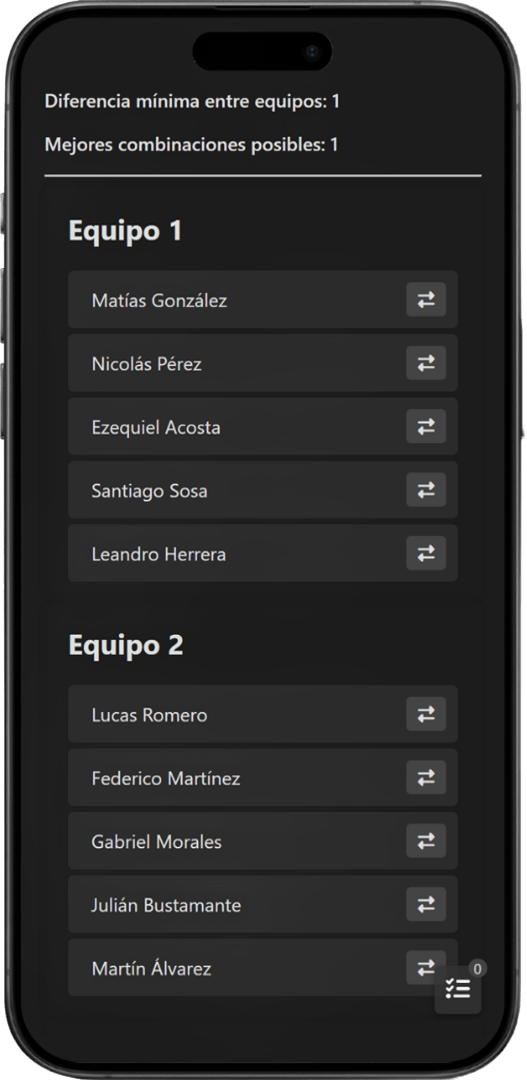 Diferencia mínima entre equipos: 1
Mejores combinaciones posibles: 1
Equipo 1
Matías González
Nicolás Pérez
Ezequiel Acosta
Santiago Sosa
Leandro Herrera
Equipo 2
Lucas Romero
Federico Martínez
Gabriel Morales
Julián Bustamante
Martín Álvarez
0